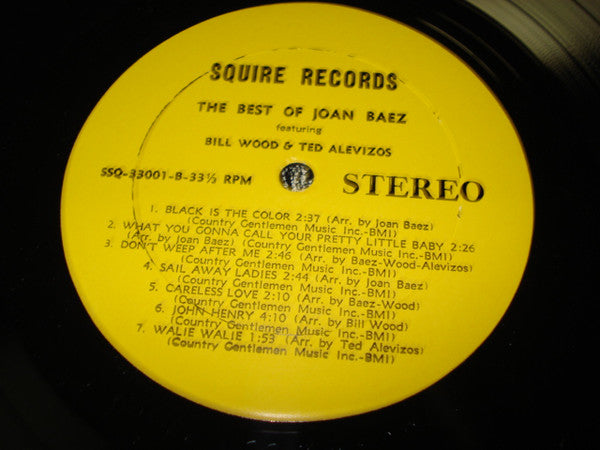 SQUIRE RECORDS
THE BEST OF JOAN BAEZ
featuring
BILL WOOD & TED ALEVIZOS
SSQ-33001-B-33⅓ RPM
STEREO
1. BLACK IS THE COLOR 2:37 (Arr. by Joan Baez)
(Country Gentlemen Music Inc.-BMI)
2. WHAT YOU GONNA CALL YOUR PRETTY LITTLE BABY 2:26
(Arr. by Joan Baez) (Country Gentlemen Music Inc.-BMI)
3. DON'T WEEP AFTER ME 2:46 (Arr. by Baez-Wood-Alevizos)
(Country Gentlemen Music Inc.-BMI)
4. SAIL AWAY LADIES 2:44 (Arr. by Joan Baez)
(Country Gentlemen Music Inc.-BMI)
5. CARELESS LOVE 2:10 (Arr. by Baez-Wood)
(Country Gentlemen Music Inc.-BMI)
6. JOHN HENRY 4:10 (Arr. by Bill Wood)
(Country Gentlemen Music Inc.-BMI)
7. WALIE WALIE 1:53 (Arr. by Ted Alevizos)
(Country Gentlemen Music Inc.-BMI)